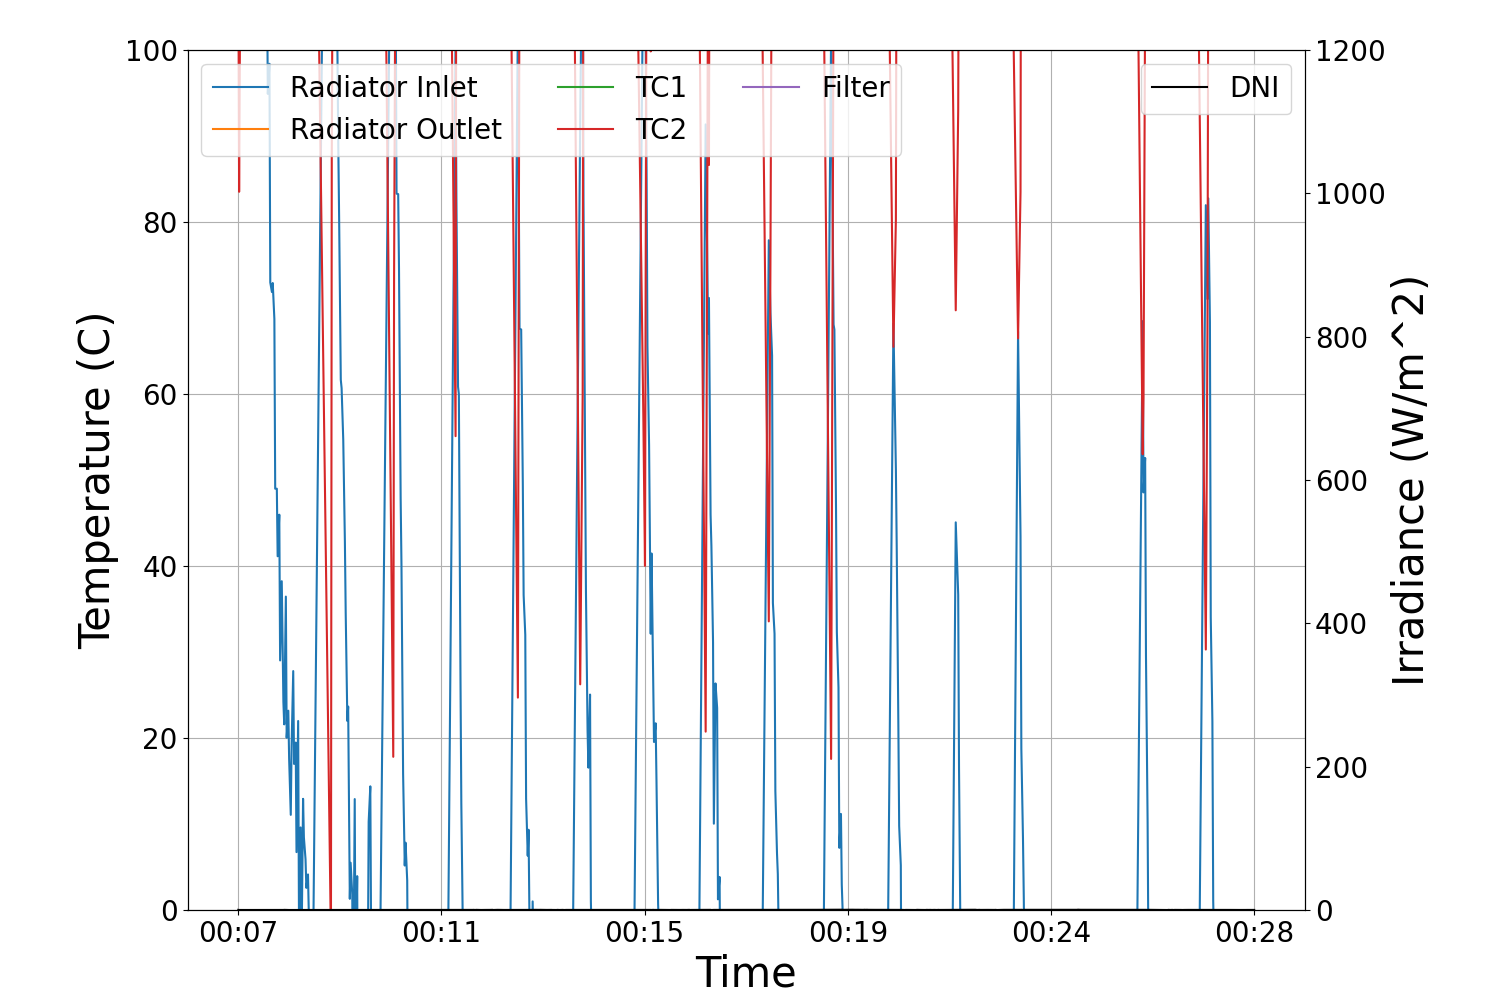 100
80
60
40
20
0
Temperature (C)
Radiator Inlet
Radiator Outlet
TC1
TC2
Filter
DNI
1200
1000
800
600
400
200
0
Irradiance (W/m^2)
00:07 00:11 00:15 00:19 00:24 00:28
Time